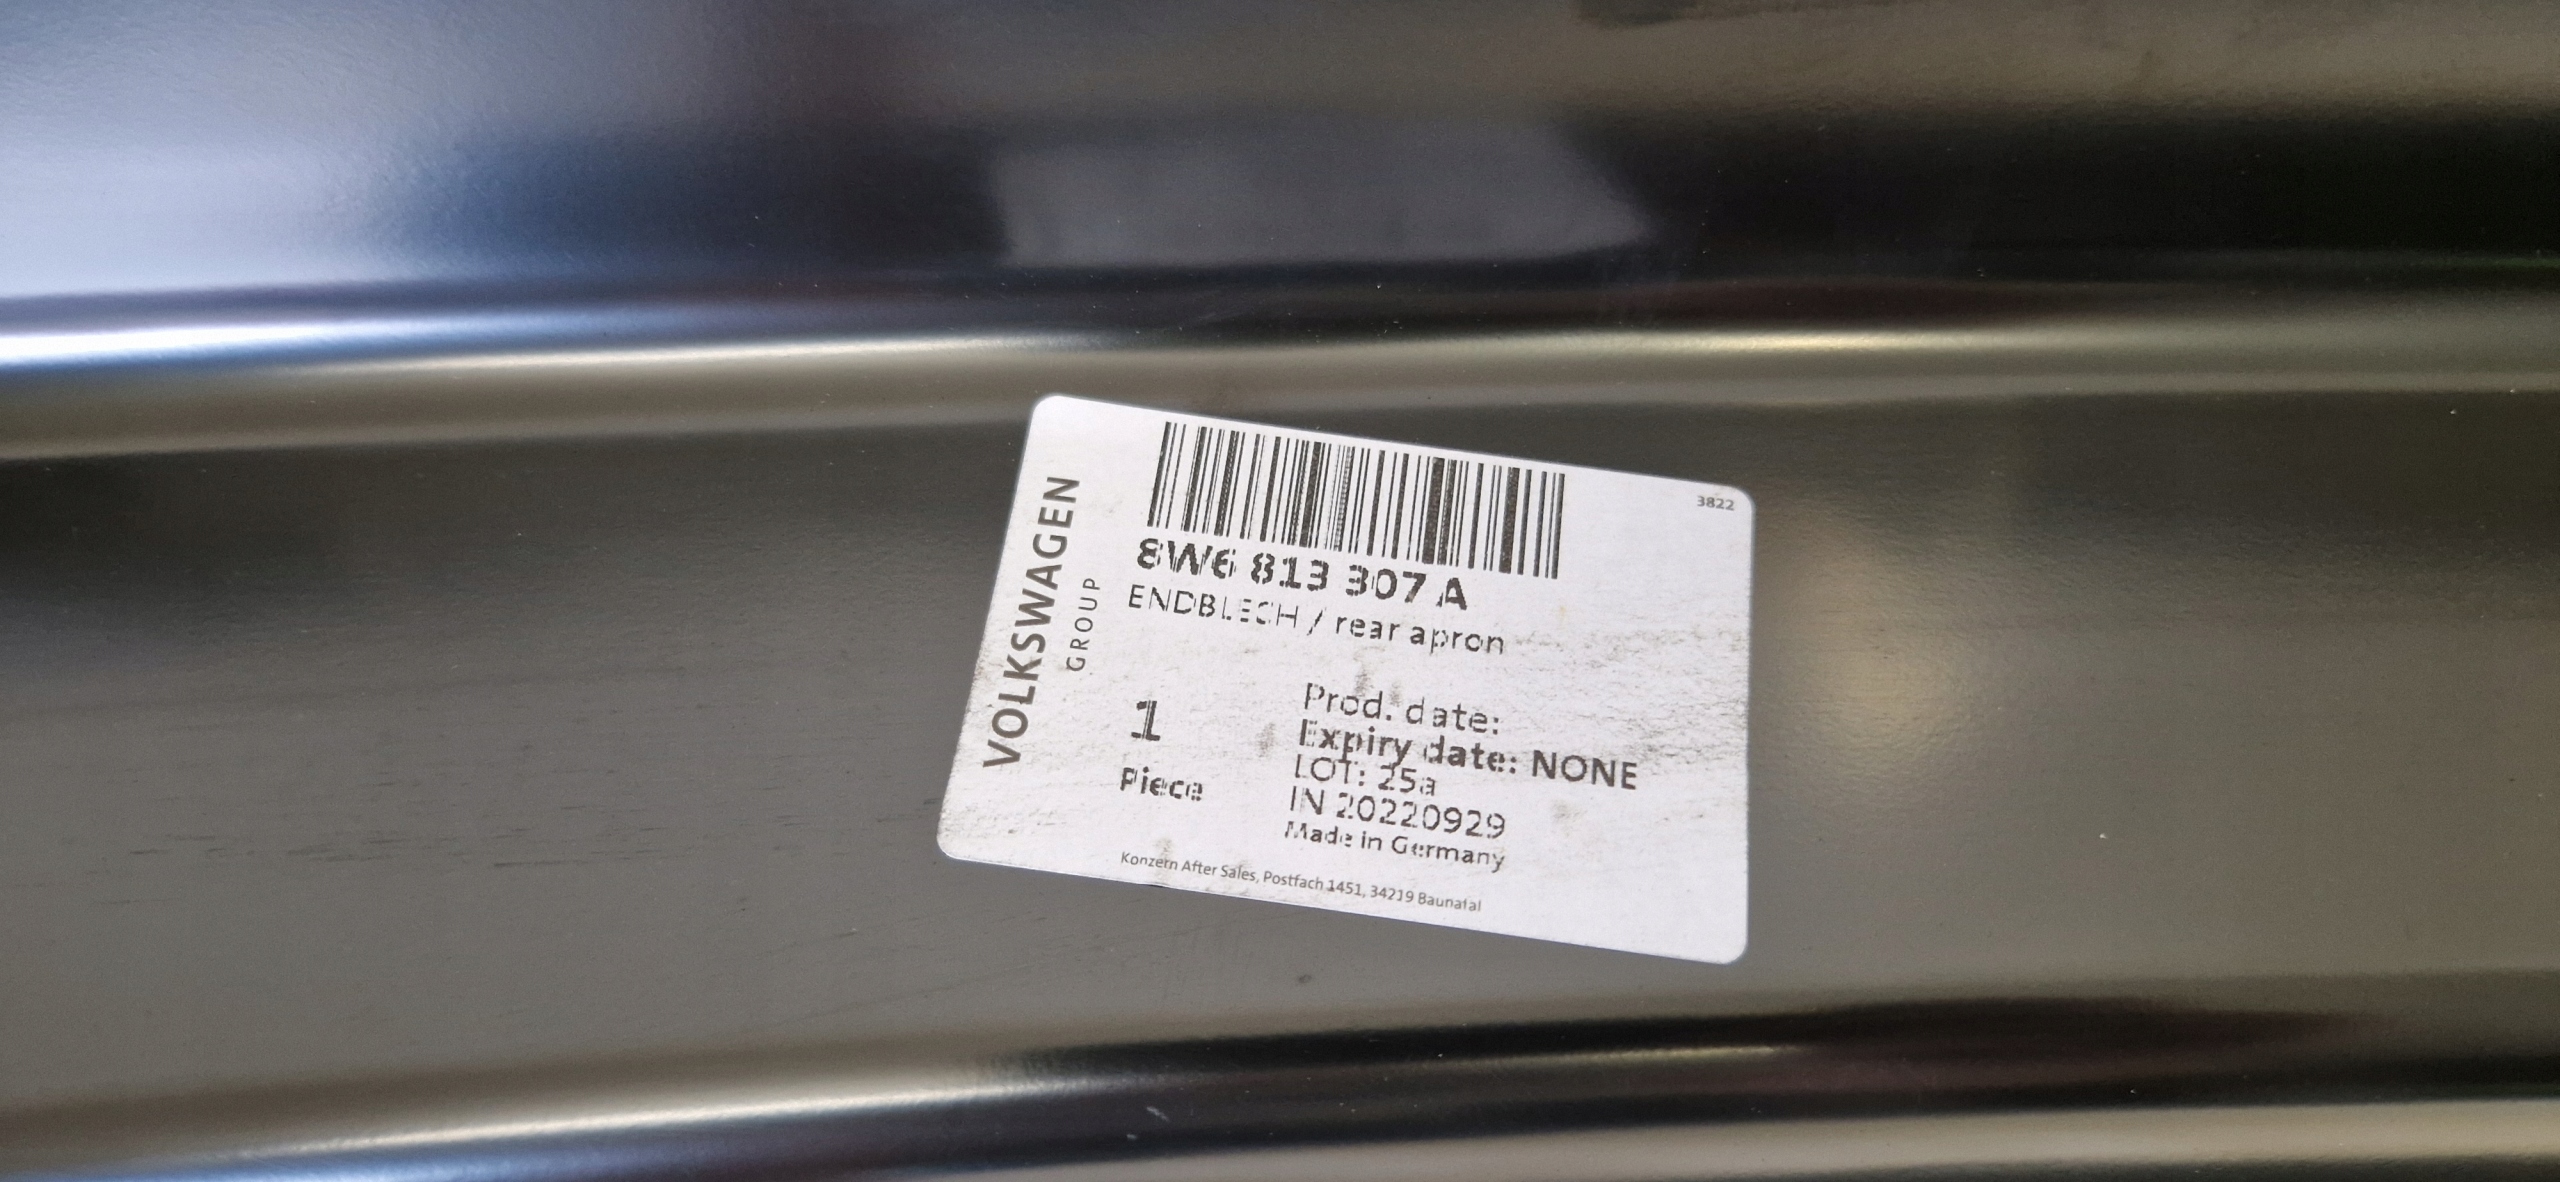 VOLKSWAGEN
GROUP
3822
8W6 813 307 A
ENDBLECH / rear apron
1
Piece
Prod. date:
Expiry date: NONE
LOT: 25a
IN 20220929
Made in Germany
Konzern After Sales, Postfach 1451, 34219 Baunatal